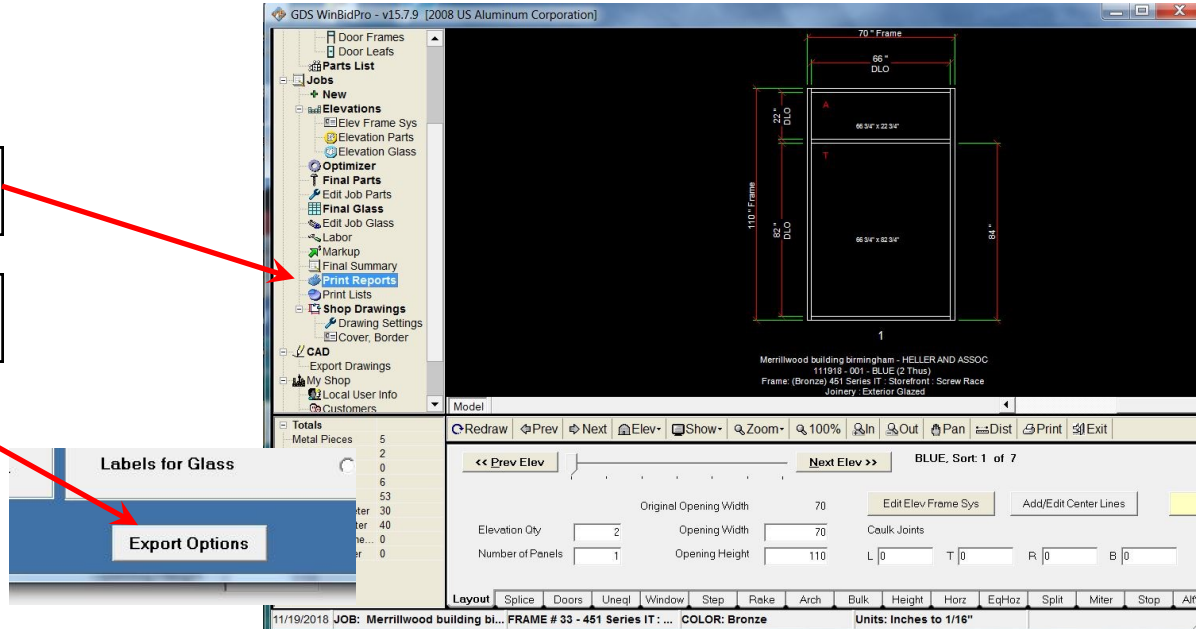 GDS WinBidPro - v15.7.9 [2008 US Aluminum Corporation]
Door Frames
Door Leafs
Parts List
Jobs
New
Elevations
Elev Frame Sys
Elevation Parts
Elevation Glass
Optimizer
Final Parts
Edit Job Parts
Final Glass
Edit Job Glass
Labor
Markup
Final Summary
Print Reports
Print Lists
Shop Drawings
Drawing Settings
Cover, Border
CAD
Export Drawings
My Shop
Local User Info
Customers
70 " Frame
66 "
DLO
22 "
DLO
A
66 3/4" x 22 3/4"
T
110 " Frame
82 "
DLO
66 3/4" x 82 3/4"
84 "
1
Merrillwood building birmingham - HELLER AND ASSOC
111918 - 001 - BLUE (2 Thus)
Frame: (Bronze) 451 Series IT : Storefront : Screw Race
Joinery : Exterior Glazed
Model
Redraw Prev Next Elev Show Zoom 100% In Out Pan Dist Print Exit
Totals
Metal Pieces 5
2
0
6
53
30
40
0
0
Labels for Glass
Export Options
<< Prev Elev
Next Elev >>
BLUE, Sort: 1 of 7
Original Opening Width 70
Edit Elev Frame Sys
Add/Edit Center Lines
Elevation Qty 2
Opening Width 70
Caulk Joints
Number of Panels 1
Opening Height 110
L 0 T 0 R 0 B 0
Layout Splice Doors Uneql Window Step Rake Arch Bulk Height Horz EqHoz Split Miter Stop
11/19/2018 JOB: Merrillwood building bi... FRAME # 33 - 451 Series IT : ... COLOR: Bronze Units: Inches to 1/16"